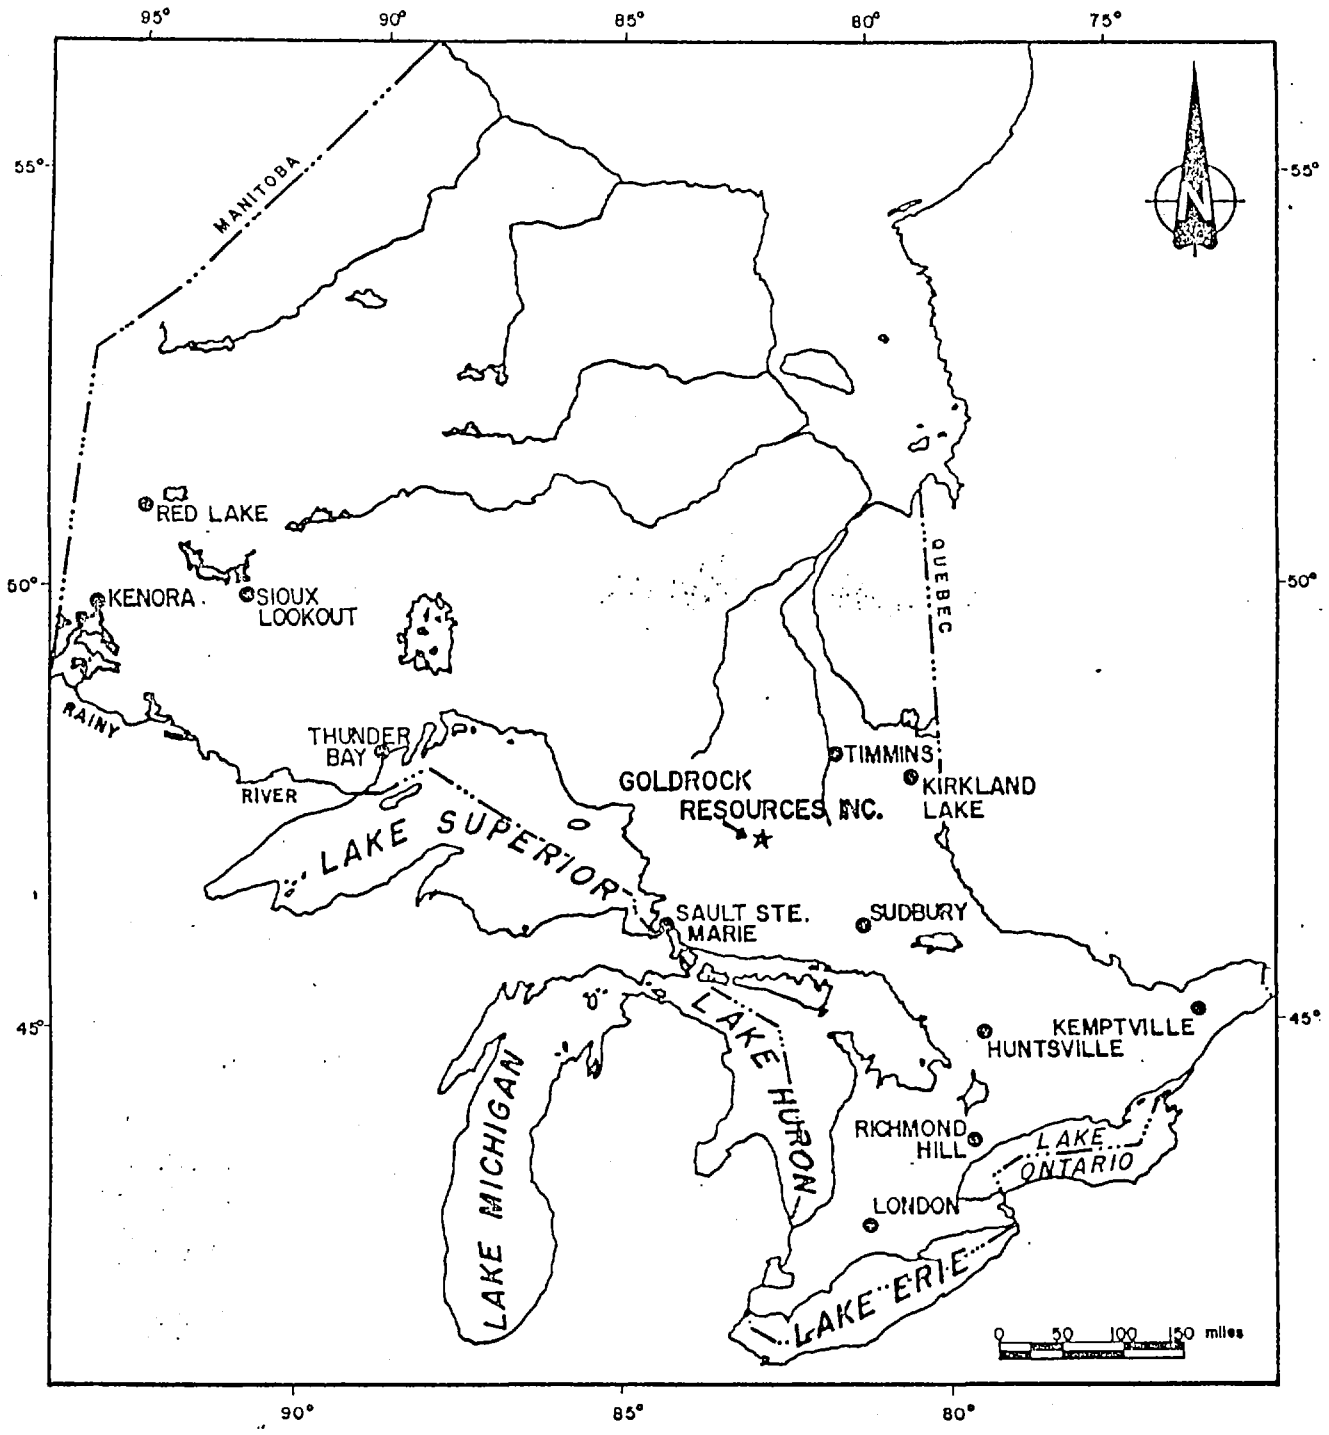 95° 90° 85° 80° 75°
55°
55°
MANITOBA
N
RED LAKE
QUEBEC
50°
50°
KENORA
SIOUX
LOOKOUT
RAINY
RIVER
THUNDER
BAY
TIMMINS
KIRKLAND
LAKE
GOLDROCK
RESOURCES INC.
LAKE SUPERIOR
SAULT STE.
MARIE
SUDBURY
45°
45°
KEMPTVILLE
HUNTSVILLE
LAKE HURON
LAKE MICHIGAN
RICHMOND
HILL
LAKE
ONTARIO
LONDON
LAKE ERIE
0 50 100 150 miles
90° 85° 80°